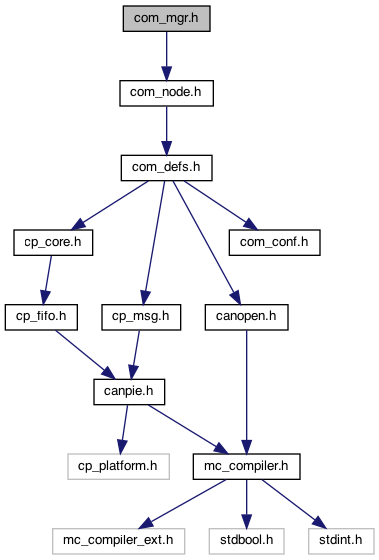 com_mgr.h
com_node.h
com_defs.h
cp_core.h
com_conf.h
cp_fifo.h
cp_msg.h
canopen.h
canpie.h
cp_platform.h
mc_compiler.h
mc_compiler_ext.h
stdbool.h
stdint.h